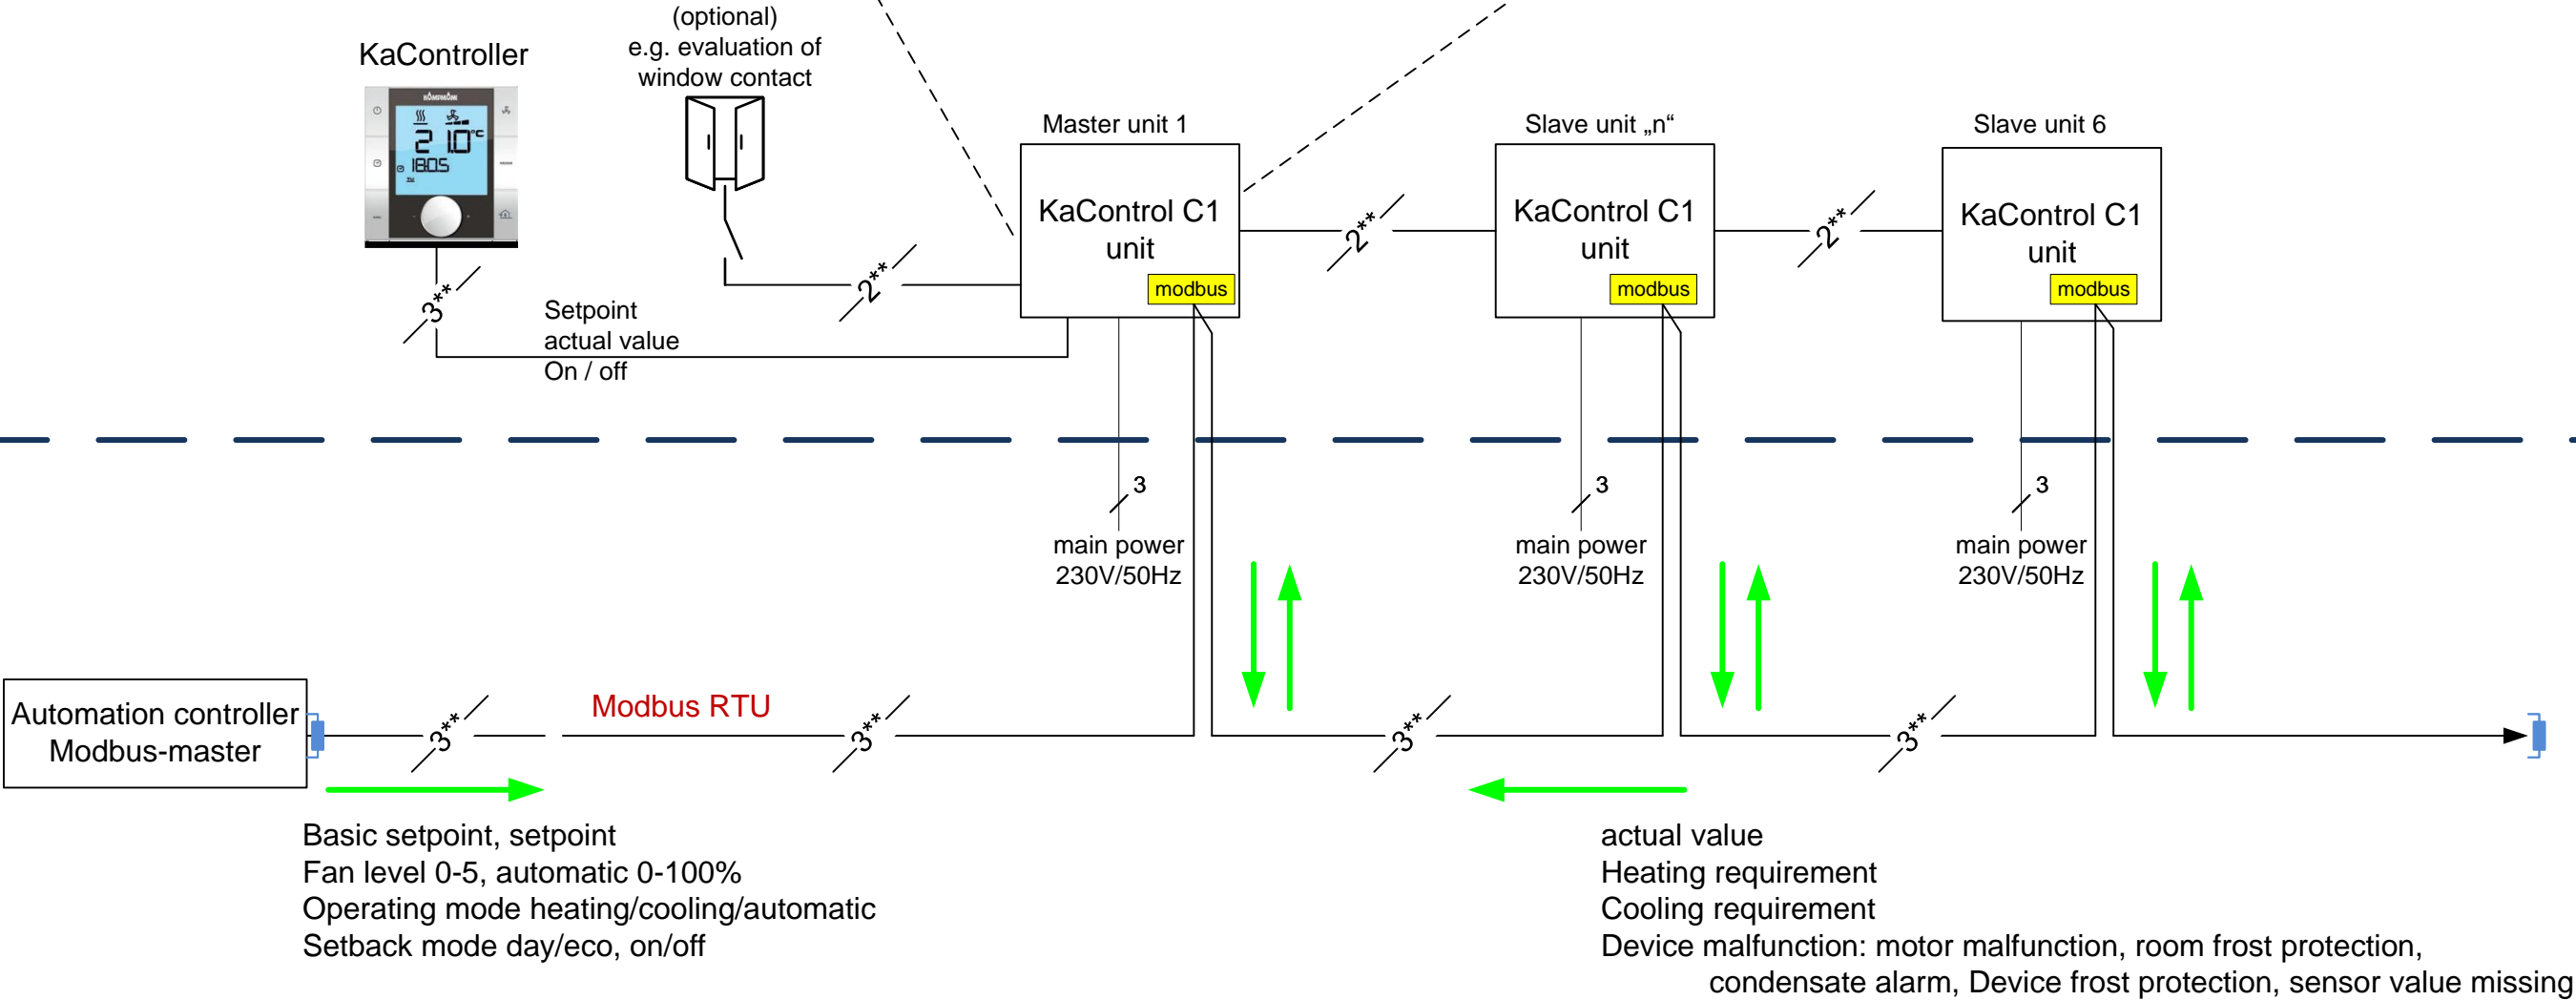 (optional)
e.g. evaluation of
window contact
KaController
KAMPMANN
21.0°C
18:05
Master unit 1
Slave unit „n“
Slave unit 6
KaControl C1
unit
modbus
KaControl C1
unit
modbus
KaControl C1
unit
modbus
2**
2**
2**
3**
Setpoint
actual value
On / off
3
3
3
main power
230V/50Hz
main power
230V/50Hz
main power
230V/50Hz
Automation controller
Modbus-master
3**
Modbus RTU
3**
3**
3**
Basic setpoint, setpoint
Fan level 0-5, automatic 0-100%
Operating mode heating/cooling/automatic
Setback mode day/eco, on/off
actual value
Heating requirement
Cooling requirement
Device malfunction: motor malfunction, room frost protection,
condensate alarm, Device frost protection, sensor value missing